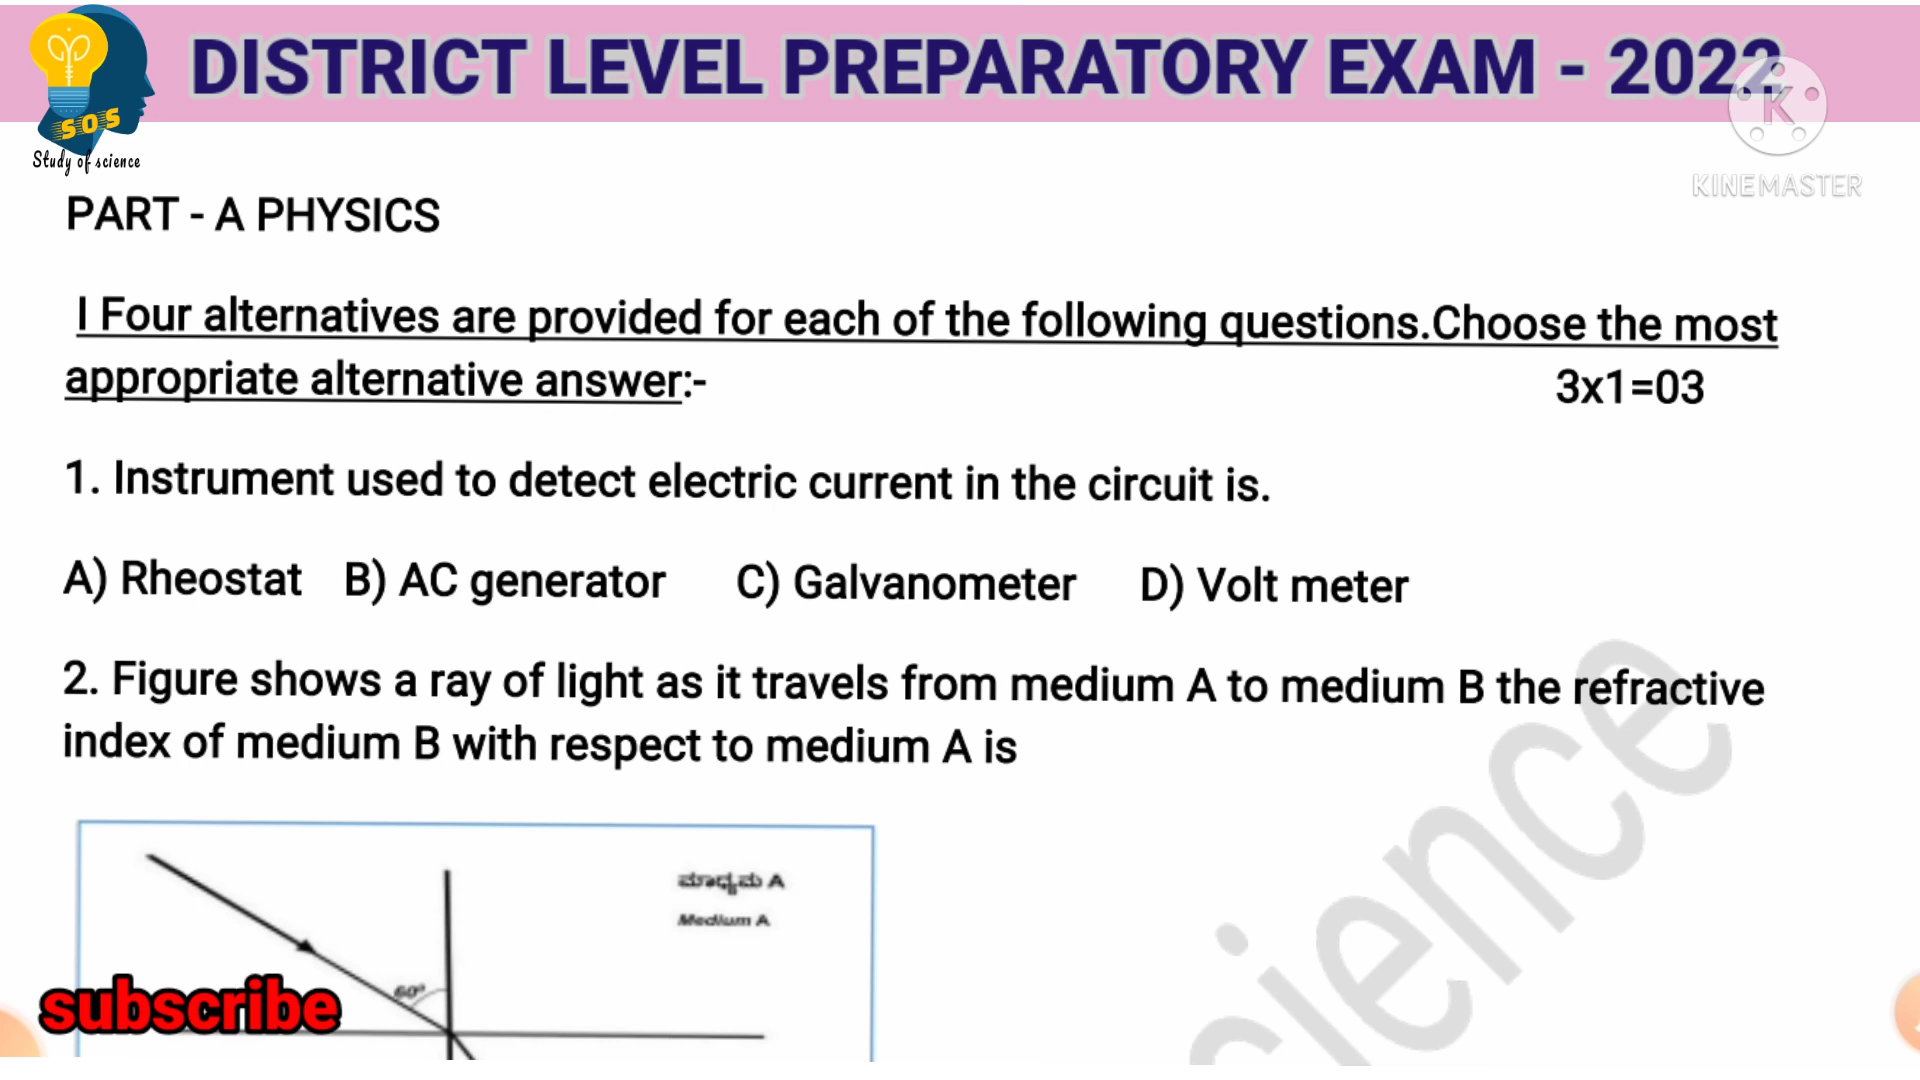 DISTRICT LEVEL PREPARATORY EXAM - 2022
SOS
Study of science
KINEMASTER
PART - A PHYSICS
I Four alternatives are provided for each of the following questions.Choose the most
appropriate alternative answer:- 3x1=03
1. Instrument used to detect electric current in the circuit is.
A) Rheostat B) AC generator C) Galvanometer D) Volt meter
2. Figure shows a ray of light as it travels from medium A to medium B the refractive
index of medium B with respect to medium A is
ಮಾಧ್ಯಮ A
Medium A
60°
subscribe
cience